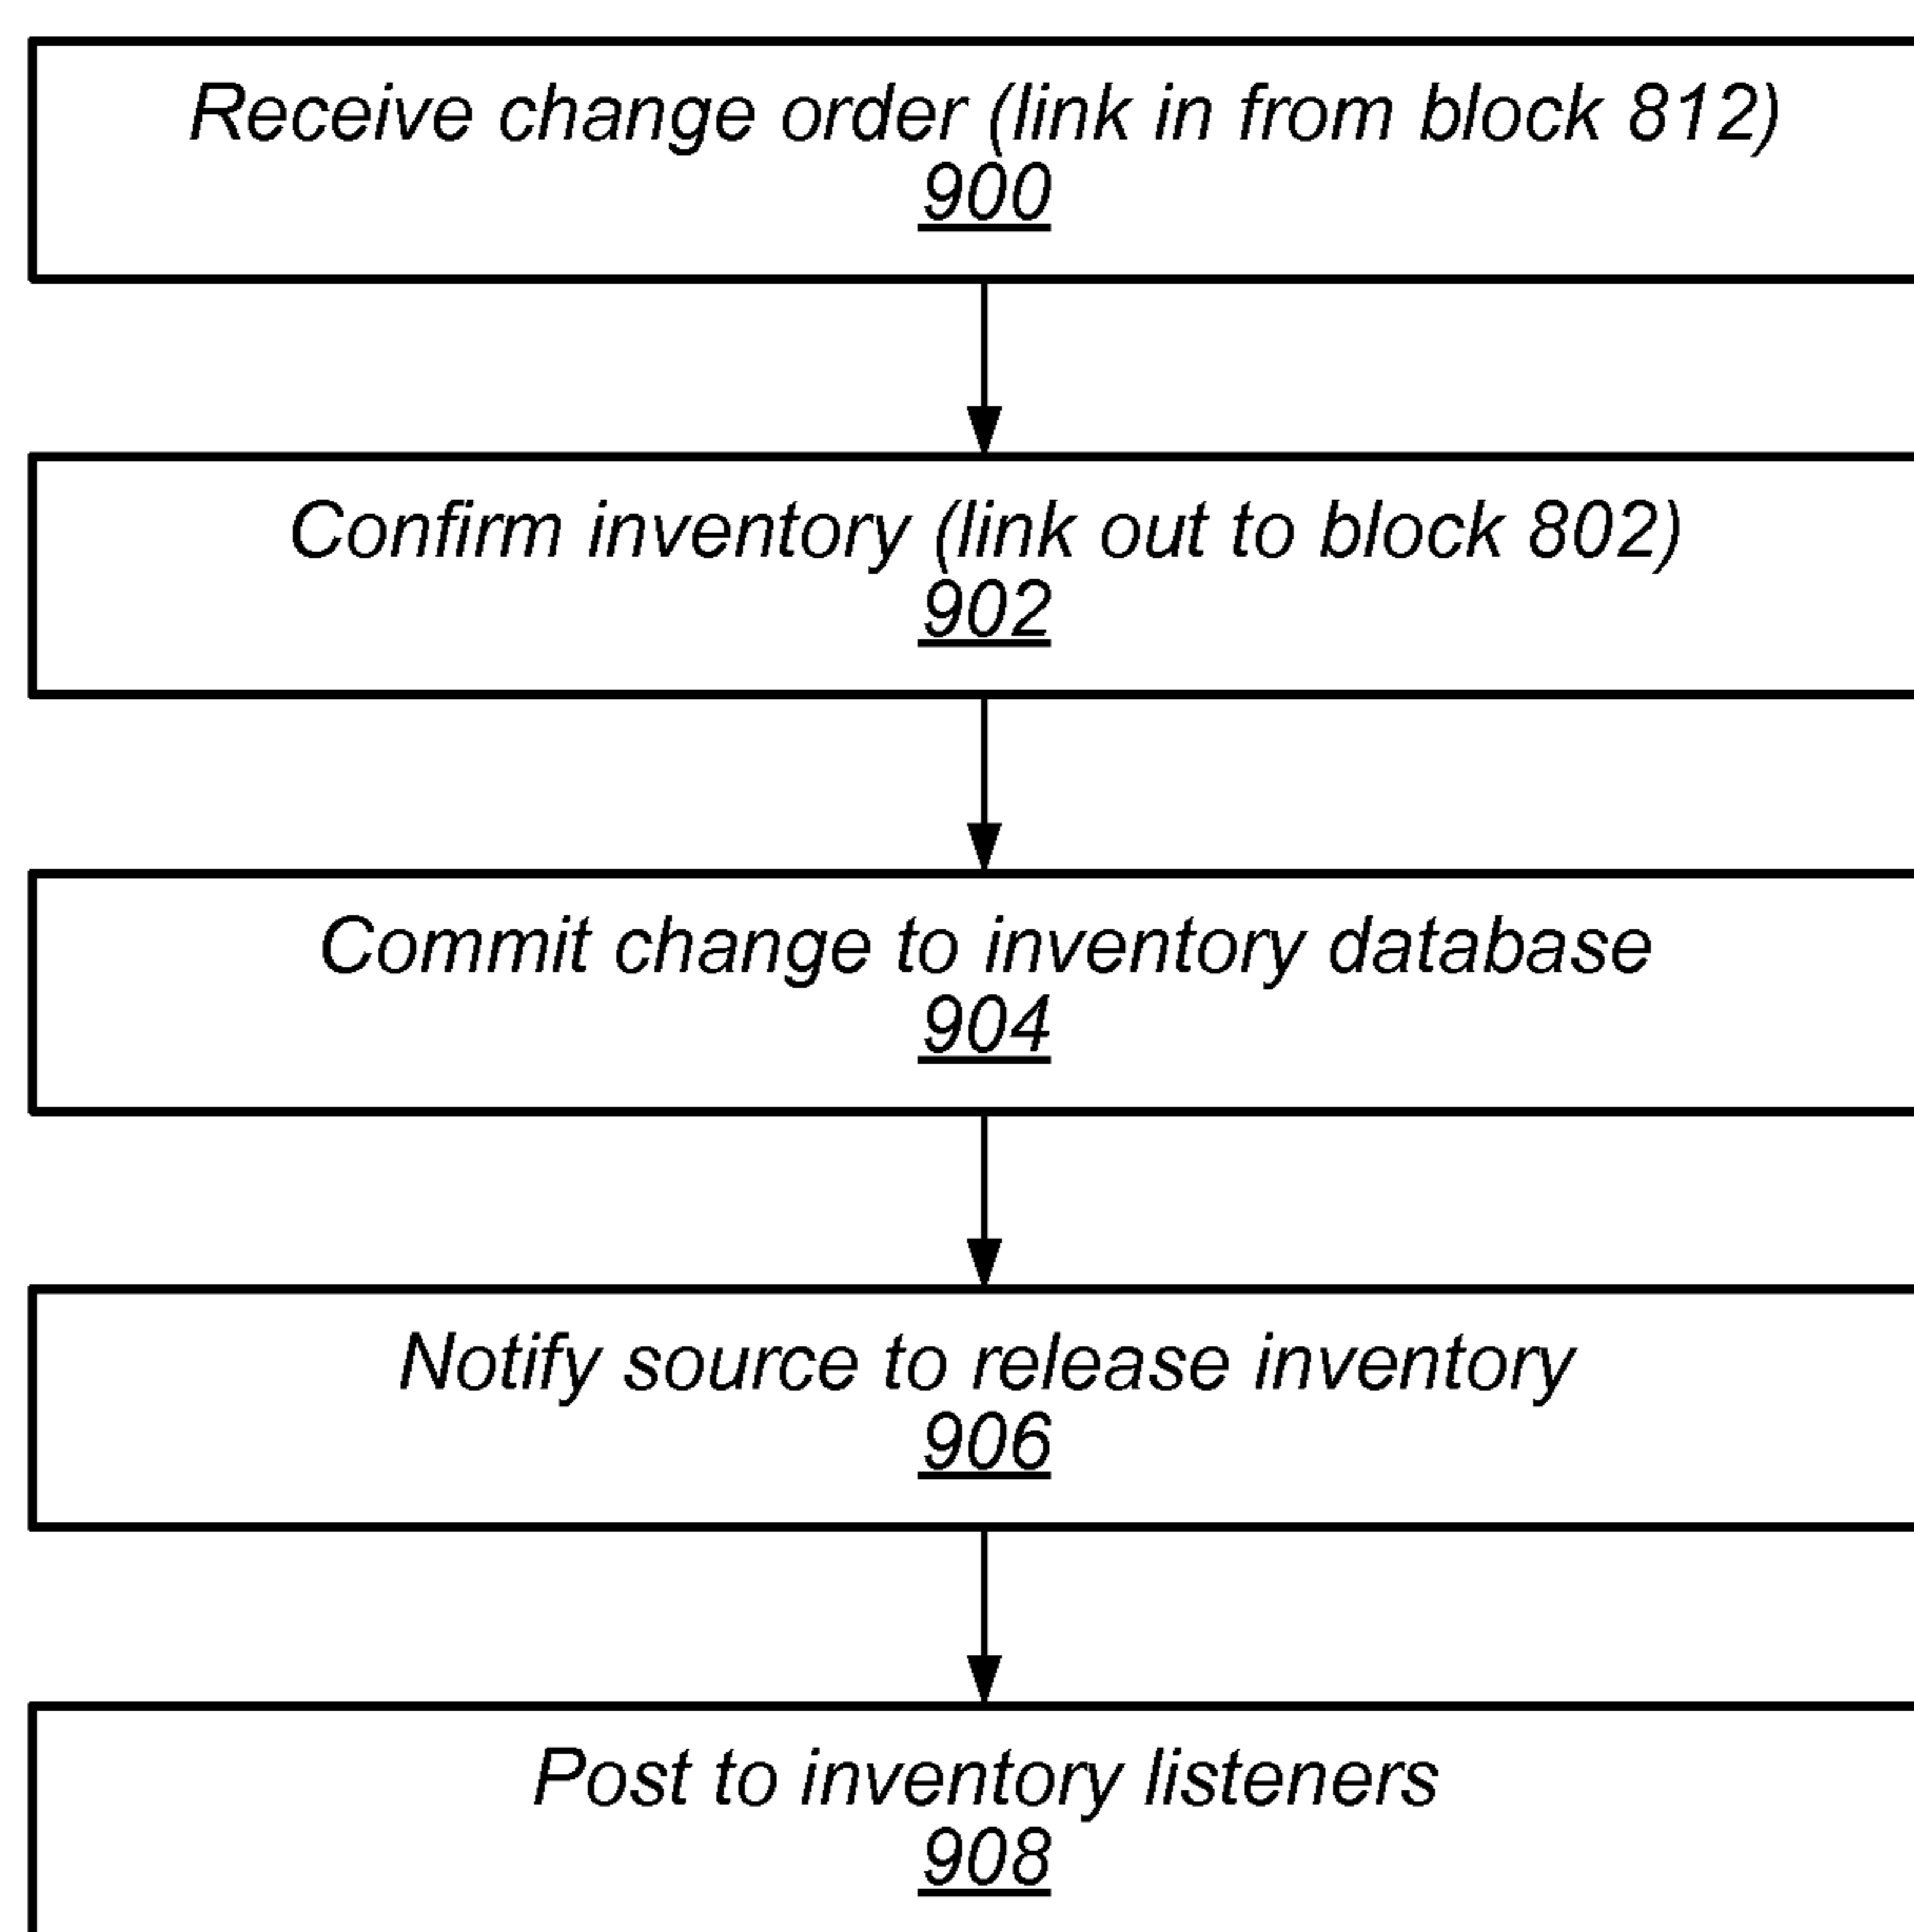 Receive change order (link in from block 812)
900
Confirm inventory (link out to block 802)
902
Commit change to inventory database
904
Notify source to release inventory
906
Post to inventory listeners
908